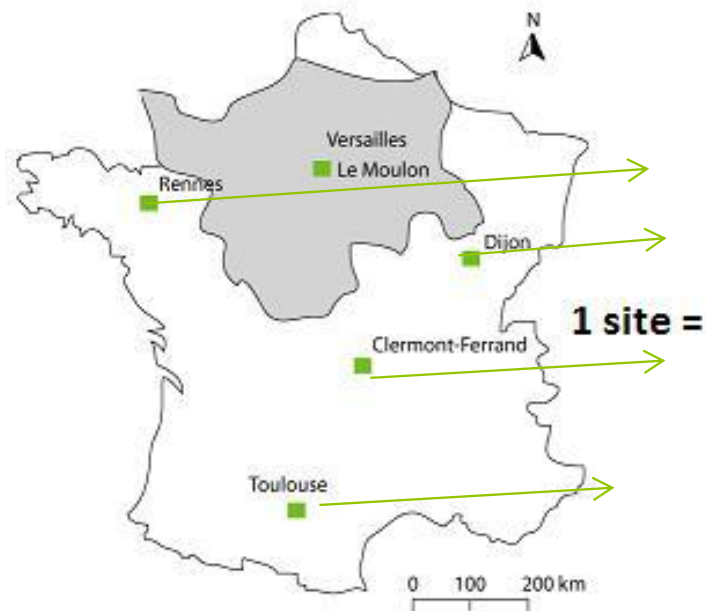 N
Versailles
Le Moulon
Rennes
Dijon
1 site =
Clermont-Ferrand
Toulouse
0 100 200 km